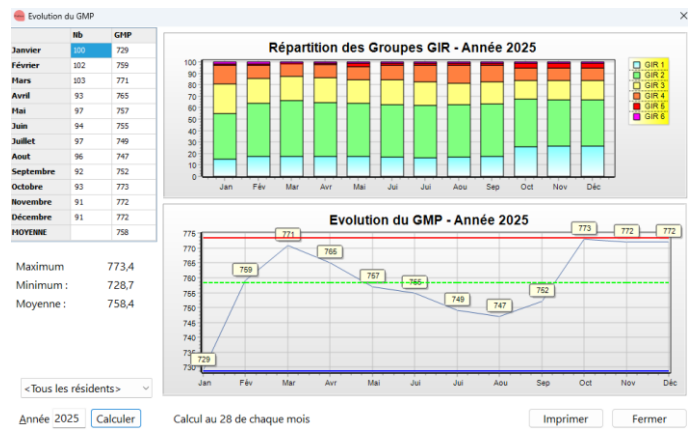 Evolution du GMP
Nb GMP
Janvier 100 729
Février 102 759
Mars 103 771
Avril 93 765
Mai 97 757
Juin 94 755
Juillet 97 749
Aout 96 747
Septembre 92 752
Octobre 93 773
Novembre 91 772
Décembre 91 772
MOYENNE 758
Maximum 773,4
Minimum : 728,7
Moyenne : 758,4
<Tous les résidents>
Année 2025 Calculer
Répartition des Groupes GIR - Année 2025
100
90
80
70
60
50
40
30
20
10
0
Jan Fév Mar Avr Mai Jui Jui Aou Sep Oct Nov Déc
GIR 1
GIR 2
GIR 3
GIR 4
GIR 5
GIR 6
Evolution du GMP - Année 2025
775
770
765
760
755
750
745
740
735
730
729 759 771 765 757 755 749 747 752 773 772 772
Jan Fév Mar Avr Mai Jui Jui Aou Sep Oct Nov Déc
Calcul au 28 de chaque mois
Imprimer Fermer